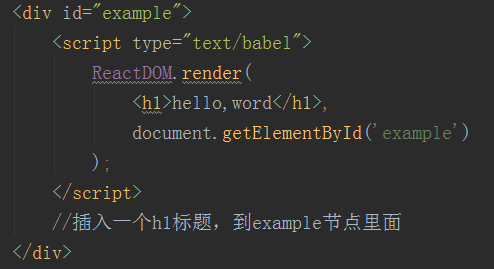 <div id="example">
<script type="text/babel">
ReactDOM.render(
<h1>hello,word</h1>,
document.getElementById('example')
);
</script>
//插入一个h1标题，到example节点里面
</div>